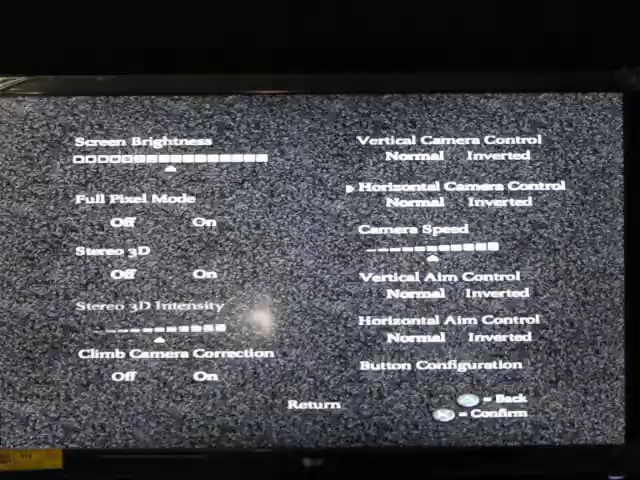 Screen Brightness
Full Pixel Mode
Off On
Stereo 3D
Off On
Stereo 3D Intensity
Climb Camera Correction
Off On
Vertical Camera Control
Normal Inverted
Horizontal Camera Control
Normal Inverted
Camera Speed
Vertical Aim Control
Normal Inverted
Horizontal Aim Control
Normal Inverted
Button Configuration
Return
= Back
= Confirm